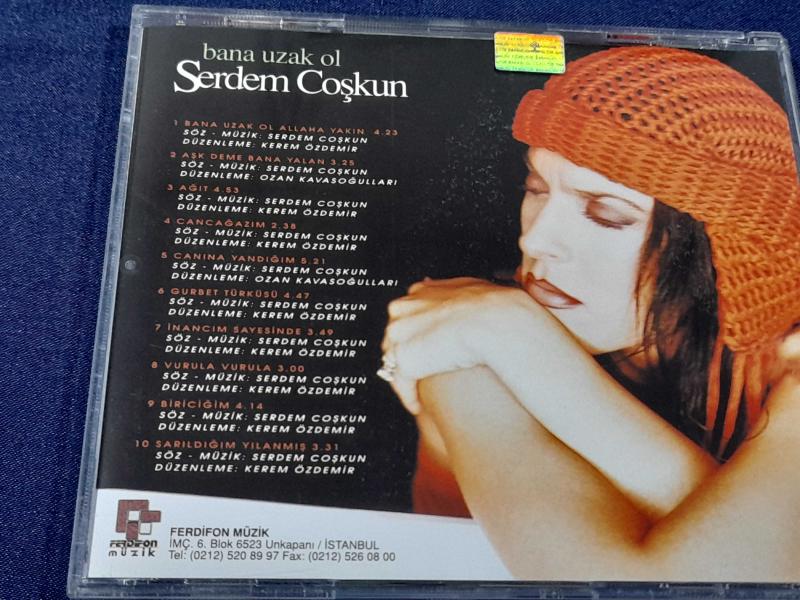 bana uzak ol
Serdem Coşkun
1 BANA UZAK OL ALLAHA YAKIN 4.23
SÖZ - MÜZİK: SERDEM COŞKUN
DÜZENLEME: KEREM ÖZDEMİR
2 AŞK DEME BANA YALAN 3.25
SÖZ - MÜZİK: SERDEM COŞKUN
DÜZENLEME: OZAN KAVASOĞULLARI
3 AĞIT 4.53
SÖZ - MÜZİK: SERDEM COŞKUN
DÜZENLEME: KEREM ÖZDEMİR
4 CANCAĞAZIM 2.38
SÖZ - MÜZİK: SERDEM COŞKUN
DÜZENLEME: KEREM ÖZDEMİR
5 CANINA YANDIĞIM 5.21
SÖZ - MÜZİK: SERDEM COŞKUN
DÜZENLEME: OZAN KAVASOĞULLARI
6 GURBET TÜRKÜSÜ 4.47
SÖZ - MÜZİK: SERDEM COŞKUN
DÜZENLEME: KEREM ÖZDEMİR
7 İNANCIM SAYESİNDE 3.49
SÖZ - MÜZİK: SERDEM COŞKUN
DÜZENLEME: KEREM ÖZDEMİR
8 VURULA VURULA 3.00
SÖZ - MÜZİK: SERDEM COŞKUN
DÜZENLEME: KEREM ÖZDEMİR
9 BİRİCİĞİM 4.14
SÖZ - MÜZİK: SERDEM COŞKUN
DÜZENLEME: KEREM ÖZDEMİR
10 SARILDIĞIM YILANMIŞ 3.31
SÖZ - MÜZİK: SERDEM COŞKUN
DÜZENLEME: KEREM ÖZDEMİR
FERDİFON
müzik
FERDİFON MÜZİK
İMÇ. 6. Blok 6523 Unkapanı / İSTANBUL
Tel: (0212) 520 89 97 Fax: (0212) 526 08 00